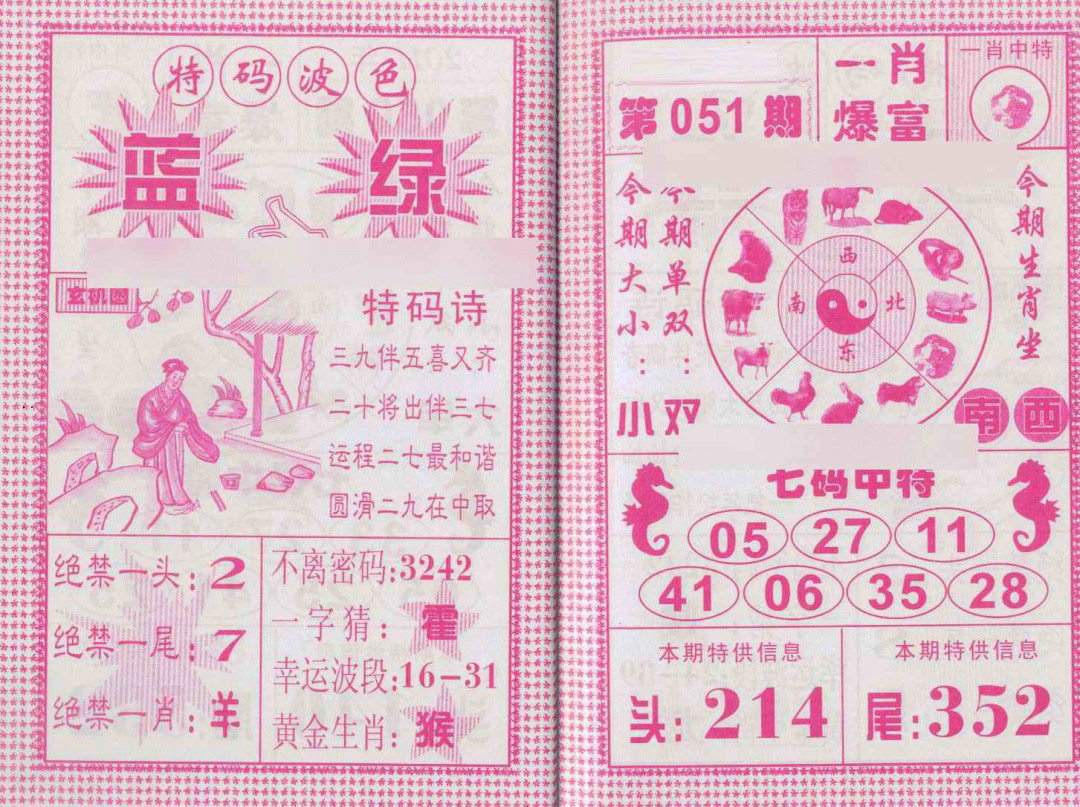 特码波色
蓝 绿
玄机图
特码诗
三九伴五喜又齐
二十将出伴三七
运程二七最和谐
圆滑二九在中取
绝禁一头:2
绝禁一尾:7
绝禁一肖:羊
不离密码:3242
一字猜:霍
幸运波段:16-31
黄金生肖:猴
第051期
一肖
爆富
一肖中特
今期大小:小
今期单双:双
西
南 北
东
今期生肖坐
南西
七码中特
05 27 11
41 06 35 28
本期特供信息
头:214
本期特供信息
尾:352